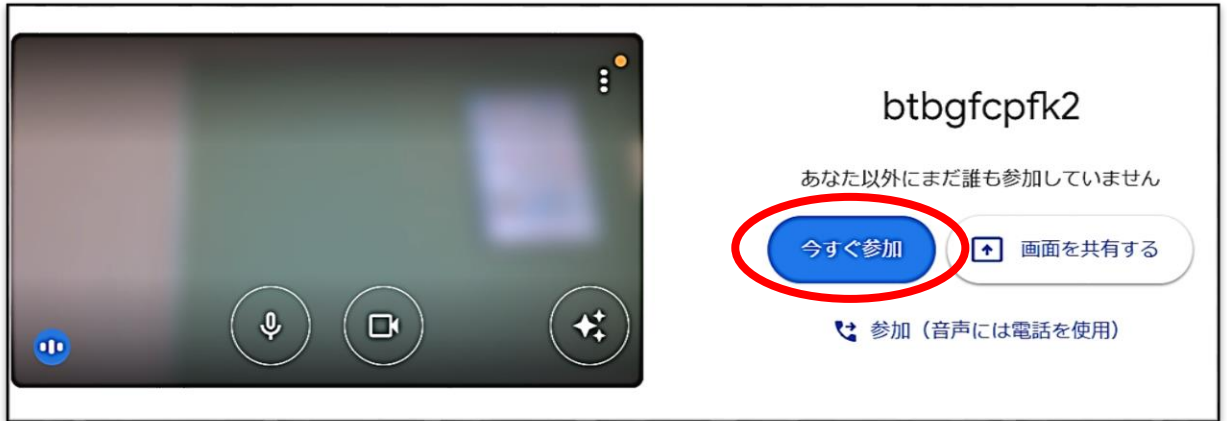 btbgfcpfk2
あなた以外にまだ誰も参加していません
今すぐ参加
画面を共有する
参加（音声には電話を使用）